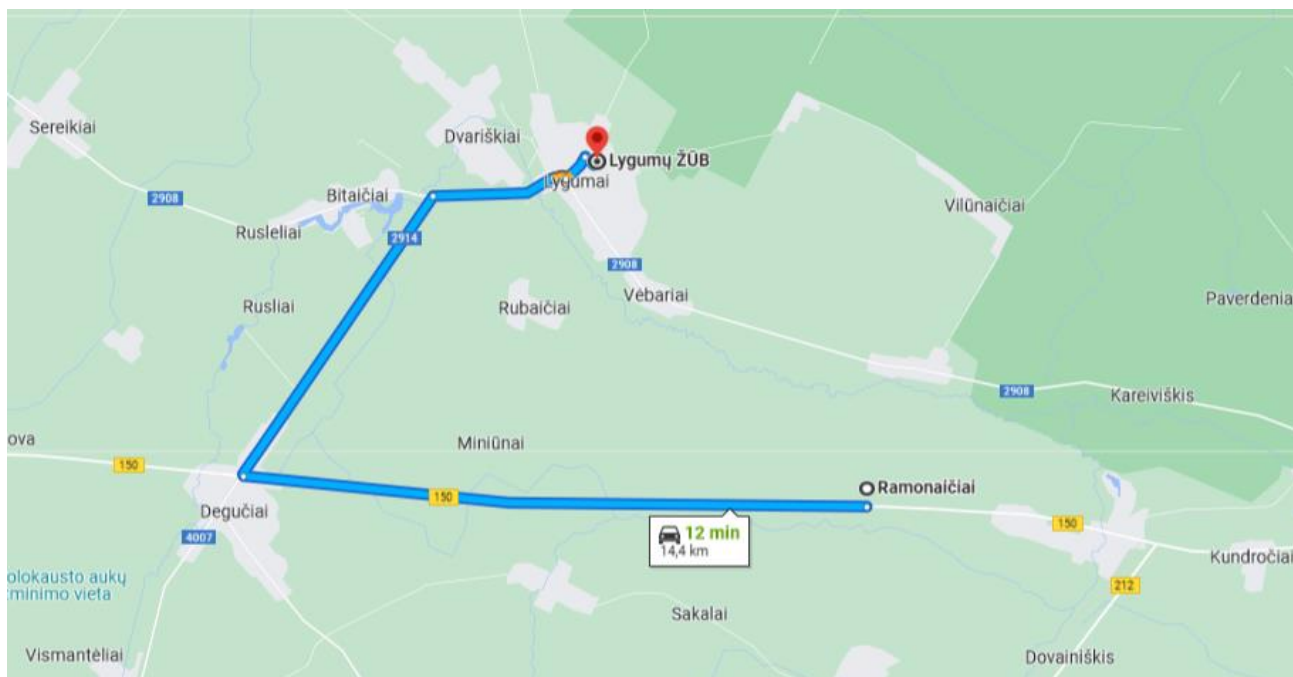 Sereikiai
Dvariškiai
Lygumų ŽŪB
Lygumai
2908
Bitaičiai
Vilūnaičiai
Rusleliai
2914
2908
Rusliai
Rubaičiai
Vėbariai
Paverdenia
2908
Kareiviškis
ova
Miniūnai
150
150
Ramonaičiai
Degučiai
150
12 min
14,4 km
4007
Kundročiai
olokausto aukų
minimo vieta
212
Sakalai
Vismantėliai
Dovainiškis